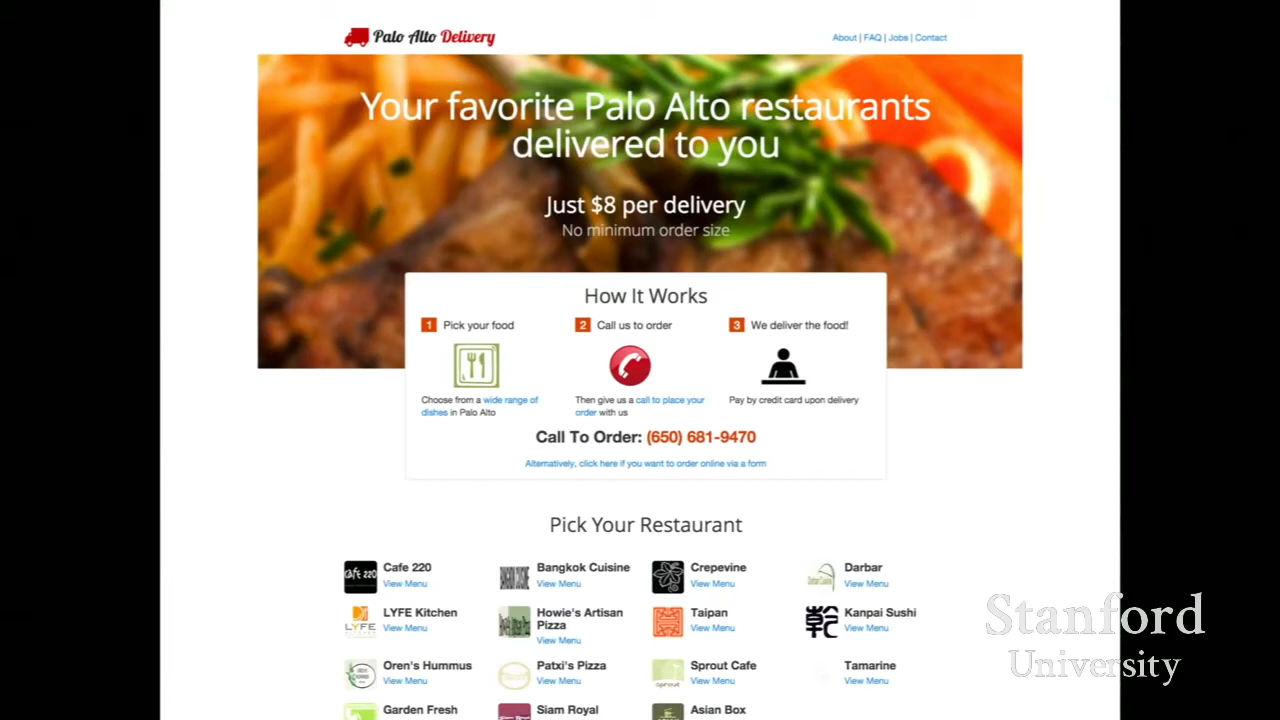 Palo Alto Delivery
About | FAQ | Jobs | Contact
Your favorite Palo Alto restaurants
delivered to you
Just $8 per delivery
No minimum order size
How It Works
1 Pick your food
2 Call us to order
3 We deliver the food!
Choose from a wide range of
dishes in Palo Alto
Then give us a call to place your
order with us
Pay by credit card upon delivery
Call To Order: (650) 681-9470
Alternatively, click here if you want to order online via a form
Pick Your Restaurant
CAFE 220
Cafe 220
View Menu
BANGKOK CUISINE
Bangkok Cuisine
View Menu
Crepevine
View Menu
Darbar
View Menu
LYFE
KITCHEN
LYFE Kitchen
View Menu
Howie's Artisan
Pizza
View Menu
Taipan
View Menu
Kanpai Sushi
View Menu
Oren's Hummus
View Menu
Patxi's Pizza
View Menu
sprout
Sprout Cafe
View Menu
Tamarine
View Menu
Garden Fresh
Siam Royal
Asian Box
Stanford
University